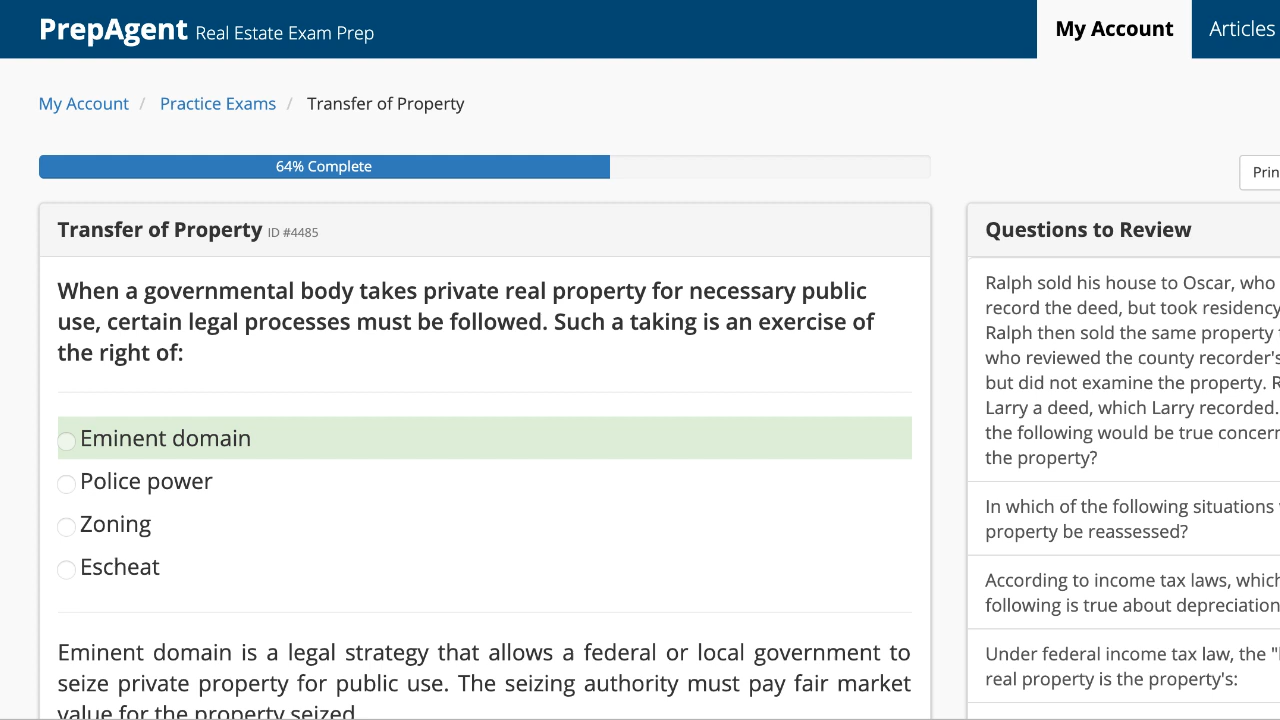 PrepAgent Real Estate Exam Prep
My Account
Articles
My Account / Practice Exams / Transfer of Property
64% Complete
Prin
Transfer of Property ID #4485
When a governmental body takes private real property for necessary public
use, certain legal processes must be followed. Such a taking is an exercise of
the right of:
Eminent domain
Police power
Zoning
Escheat
Eminent domain is a legal strategy that allows a federal or local government to
seize private property for public use. The seizing authority must pay fair market
value for the property seized.
Questions to Review
Ralph sold his house to Oscar, who
record the deed, but took residency
Ralph then sold the same property
who reviewed the county recorder's
but did not examine the property. R
Larry a deed, which Larry recorded.
the following would be true concern
the property?
In which of the following situations
property be reassessed?
According to income tax laws, which
following is true about depreciation
Under federal income tax law, the "
real property is the property's: